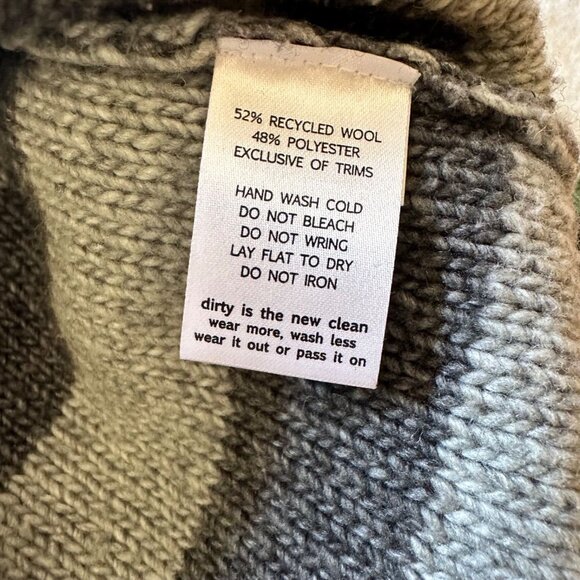 52% RECYCLED WOOL
48% POLYESTER
EXCLUSIVE OF TRIMS
HAND WASH COLD
DO NOT BLEACH
DO NOT WRING
LAY FLAT TO DRY
DO NOT IRON
dirty is the new clean
wear more, wash less
wear it out or pass it on